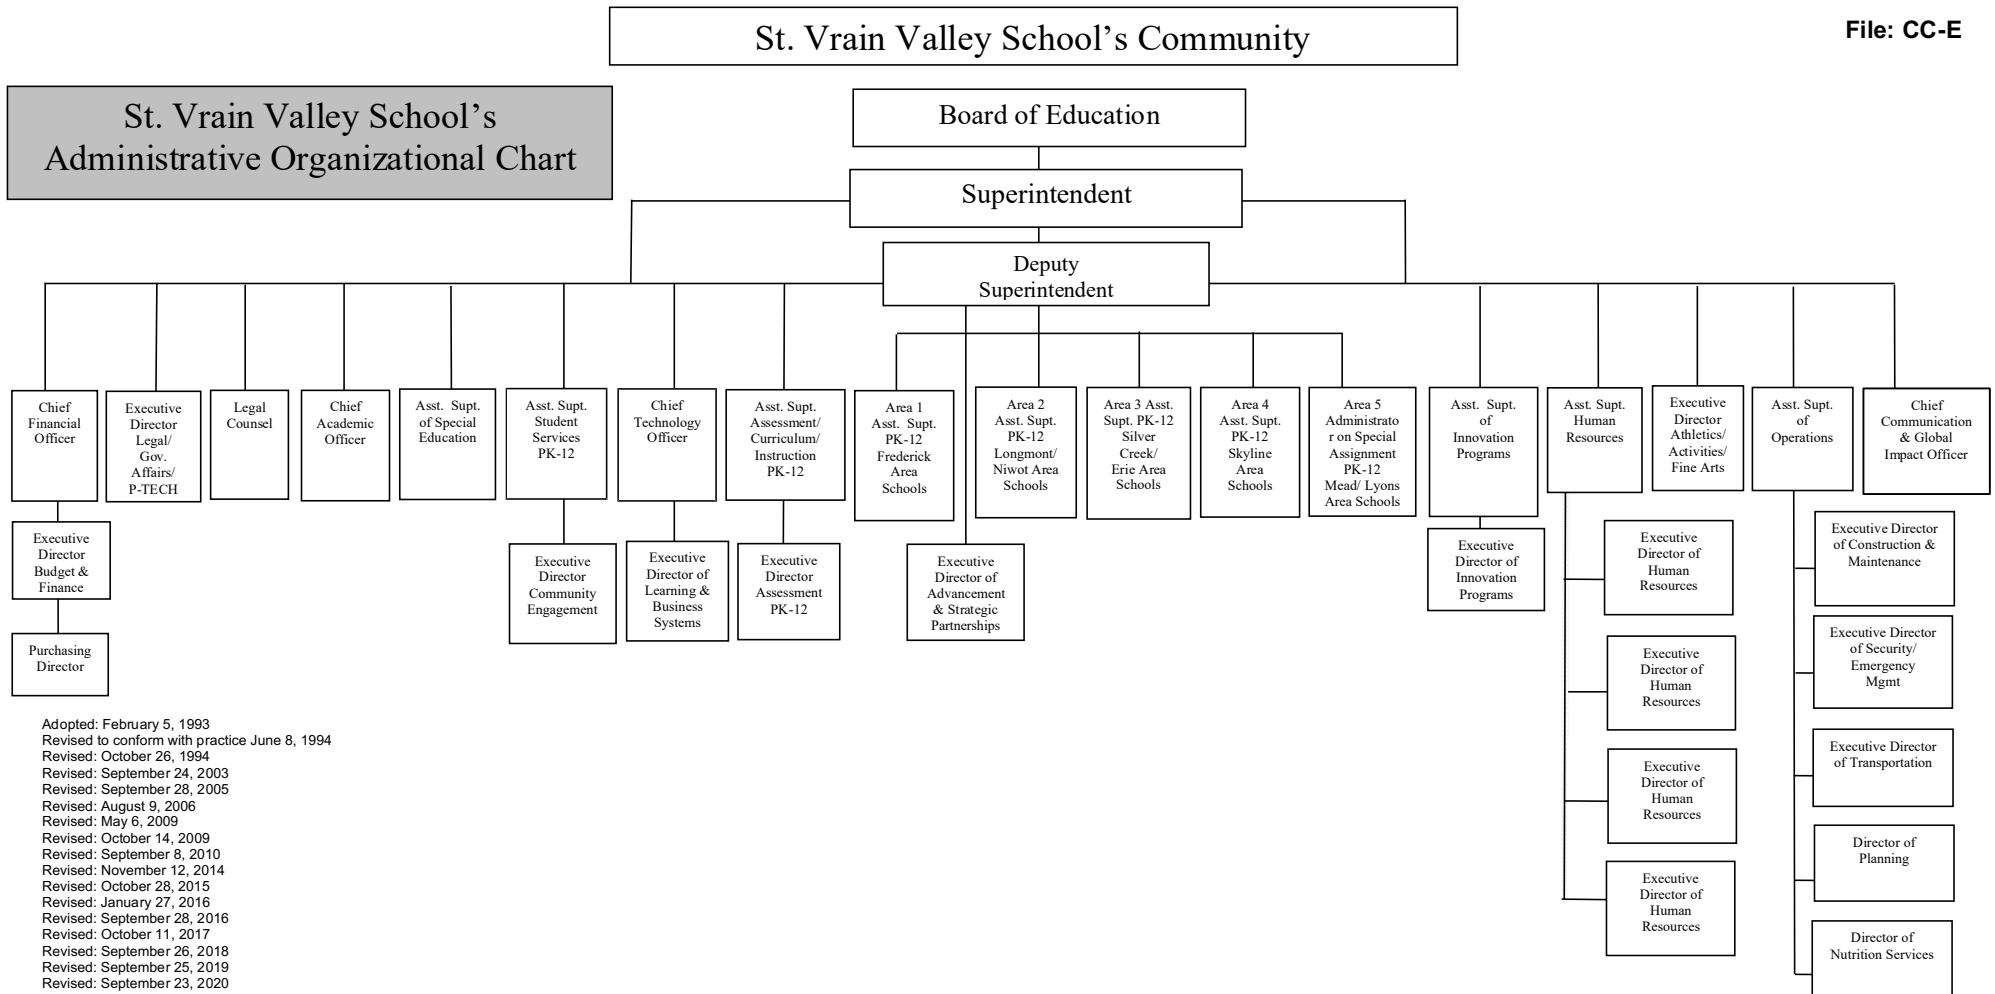 St. Vrain Valley School's Community
File: CC-E
St. Vrain Valley School's
Administrative Organizational Chart
Board of Education
Superintendent
Deputy
Superintendent
Chief
Financial
Officer
Executive
Director
Legal/
Gov.
Affairs/
P-TECH
Legal
Counsel
Chief
Academic
Officer
Asst. Supt.
of Special
Education
Asst. Supt.
Student
Services
PK-12
Chief
Technology
Officer
Asst. Supt.
Assessment/
Curriculum/
Instruction
PK-12
Area 1
Asst. Supt.
PK-12
Frederick
Area
Schools
Area 2
Asst. Supt.
PK-12
Longmont/
Niwot Area
Schools
Area 3 Asst.
Supt. PK-12
Silver
Creek/
Erie Area
Schools
Area 4
Asst. Supt.
PK-12
Skyline
Area
Schools
Area 5
Administrato
r on Special
Assignment
PK-12
Mead/ Lyons
Area Schools
Asst. Supt.
of
Innovation
Programs
Asst. Supt.
Human
Resources
Executive
Director
Athletics/
Activities/
Fine Arts
Asst. Supt.
of
Operations
Chief
Communication
& Global
Impact Officer
Executive
Director
Budget &
Finance
Purchasing
Director
Executive
Director
Community
Engagement
Executive
Director of
Learning &
Business
Systems
Executive
Director
Assessment
PK-12
Executive
Director of
Advancement
& Strategic
Partnerships
Executive
Director of
Innovation
Programs
Executive
Director of
Human
Resources
Executive
Director of
Human
Resources
Executive
Director of
Human
Resources
Executive
Director of
Human
Resources
Executive Director
of Construction &
Maintenance
Executive Director
of Security/
Emergency
Mgmt
Executive Director
of Transportation
Director of
Planning
Director of
Nutrition Services
Adopted: February 5, 1993
Revised to conform with practice June 8, 1994
Revised: October 26, 1994
Revised: September 24, 2003
Revised: September 28, 2005
Revised: August 9, 2006
Revised: May 6, 2009
Revised: October 14, 2009
Revised: September 8, 2010
Revised: November 12, 2014
Revised: October 28, 2015
Revised: January 27, 2016
Revised: September 28, 2016
Revised: October 11, 2017
Revised: September 26, 2018
Revised: September 25, 2019
Revised: September 23, 2020